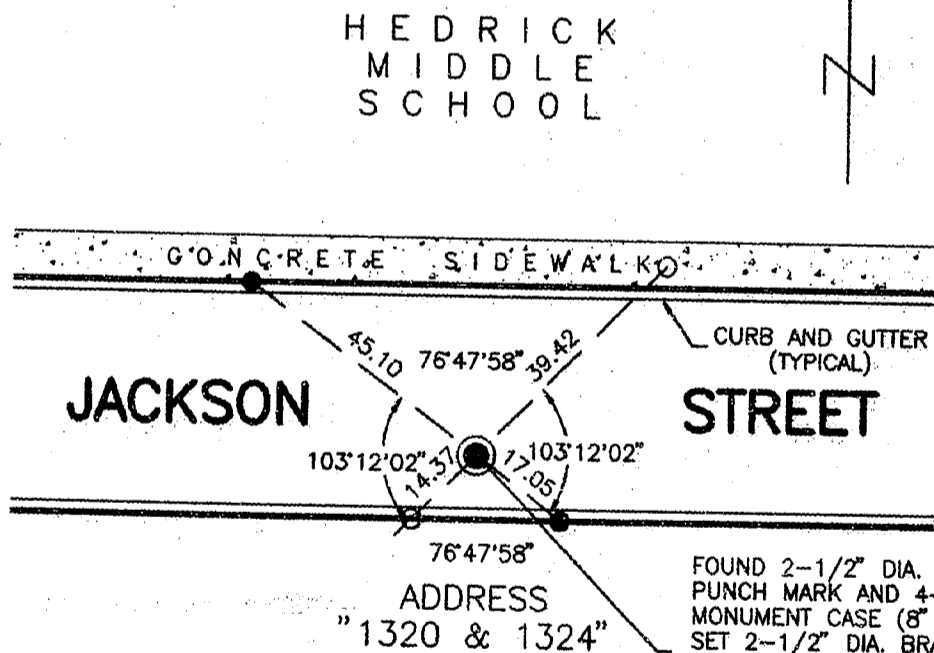 HEDRICK
MIDDLE
SCHOOL
N
CONCRETE SIDEWALK
45.10
76°47'58"
39.42
CURB AND GUTTER
(TYPICAL)
JACKSON
STREET
103°12'02"
14.37
17.05
103°12'02"
76°47'58"
ADDRESS
"1320 & 1324"
FOUND 2-1/2" DIA.
PUNCH MARK AND 4-
MONUMENT CASE (8"
SET 2-1/2" DIA. BRA